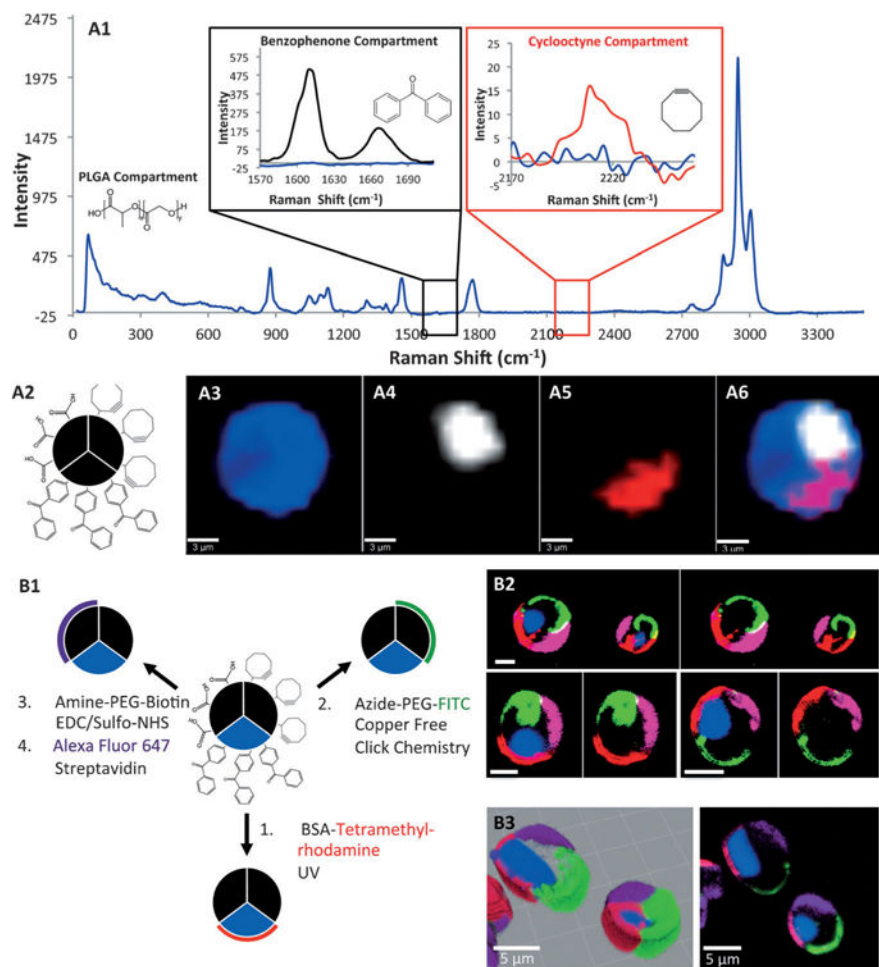 A1
2475
1975
1475
975
475
-25
Intensity
0
300
600
900
1200
1500
1800
2100
2400
2700
3000
3300
Raman Shift (cm-1)
PLGA Compartment
HO
O
O
O
O
H
Benzophenone Compartment
575
475
375
275
175
75
-25
Intensity
1570
1600
1630
1660
1690
Raman Shift (cm-1)
O
Cyclooctyne Compartment
25
20
15
10
5
0
-5
Intensity
2170
2220
Raman Shift (cm-1)
A2
A3
3 μm
A4
3 μm
A5
3 μm
A6
3 μm
B1
3. Amine-PEG-Biotin
EDC/Sulfo-NHS
4. Alexa Fluor 647
Streptavidin
2. Azide-PEG-FITC
Copper Free
Click Chemistry
1. BSA-Tetramethyl-
rhodamine
UV
B2
B3
5 μm
5 μm